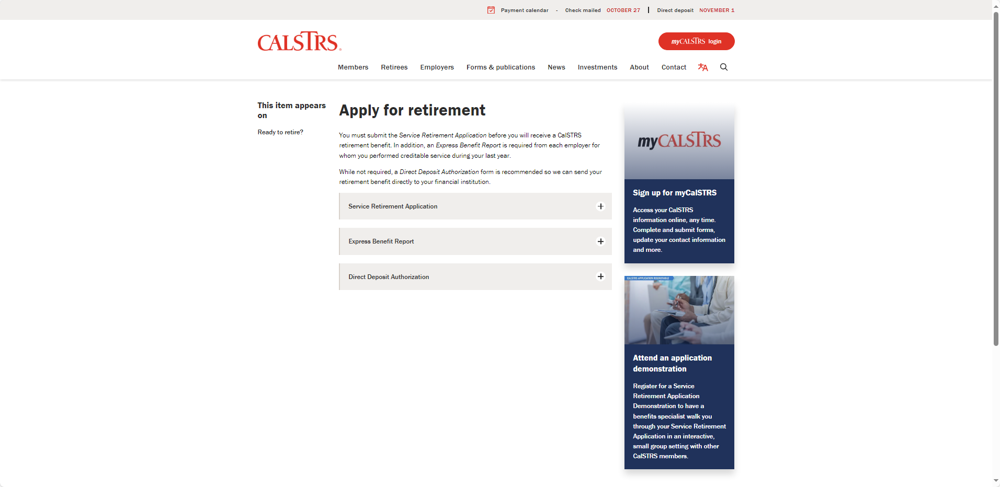 Payment calendar - Check mailed OCTOBER 27 | Direct deposit NOVEMBER 1
CALSTRS®
myCALSTRS login
Members Retirees Employers Forms & publications News Investments About Contact
This item appears
on
Ready to retire?
Apply for retirement
You must submit the Service Retirement Application before you will receive a CalSTRS
retirement benefit. In addition, an Express Benefit Report is required from each employer for
whom you performed creditable service during your last year.
While not required, a Direct Deposit Authorization form is recommended so we can send your
retirement benefit directly to your financial institution.
Service Retirement Application
Express Benefit Report
Direct Deposit Authorization
myCALSTRS
Sign up for myCalSTRS
Access your CalSTRS
information online, any time.
Complete and submit forms,
update your contact information
and more.
CALSTRS APPLICATION ROUNDTABLE
Attend an application
demonstration
Register for a Service
Retirement Application
Demonstration to have a
benefits specialist walk you
through your Service Retirement
Application in an interactive,
small group setting with other
CalSTRS members.